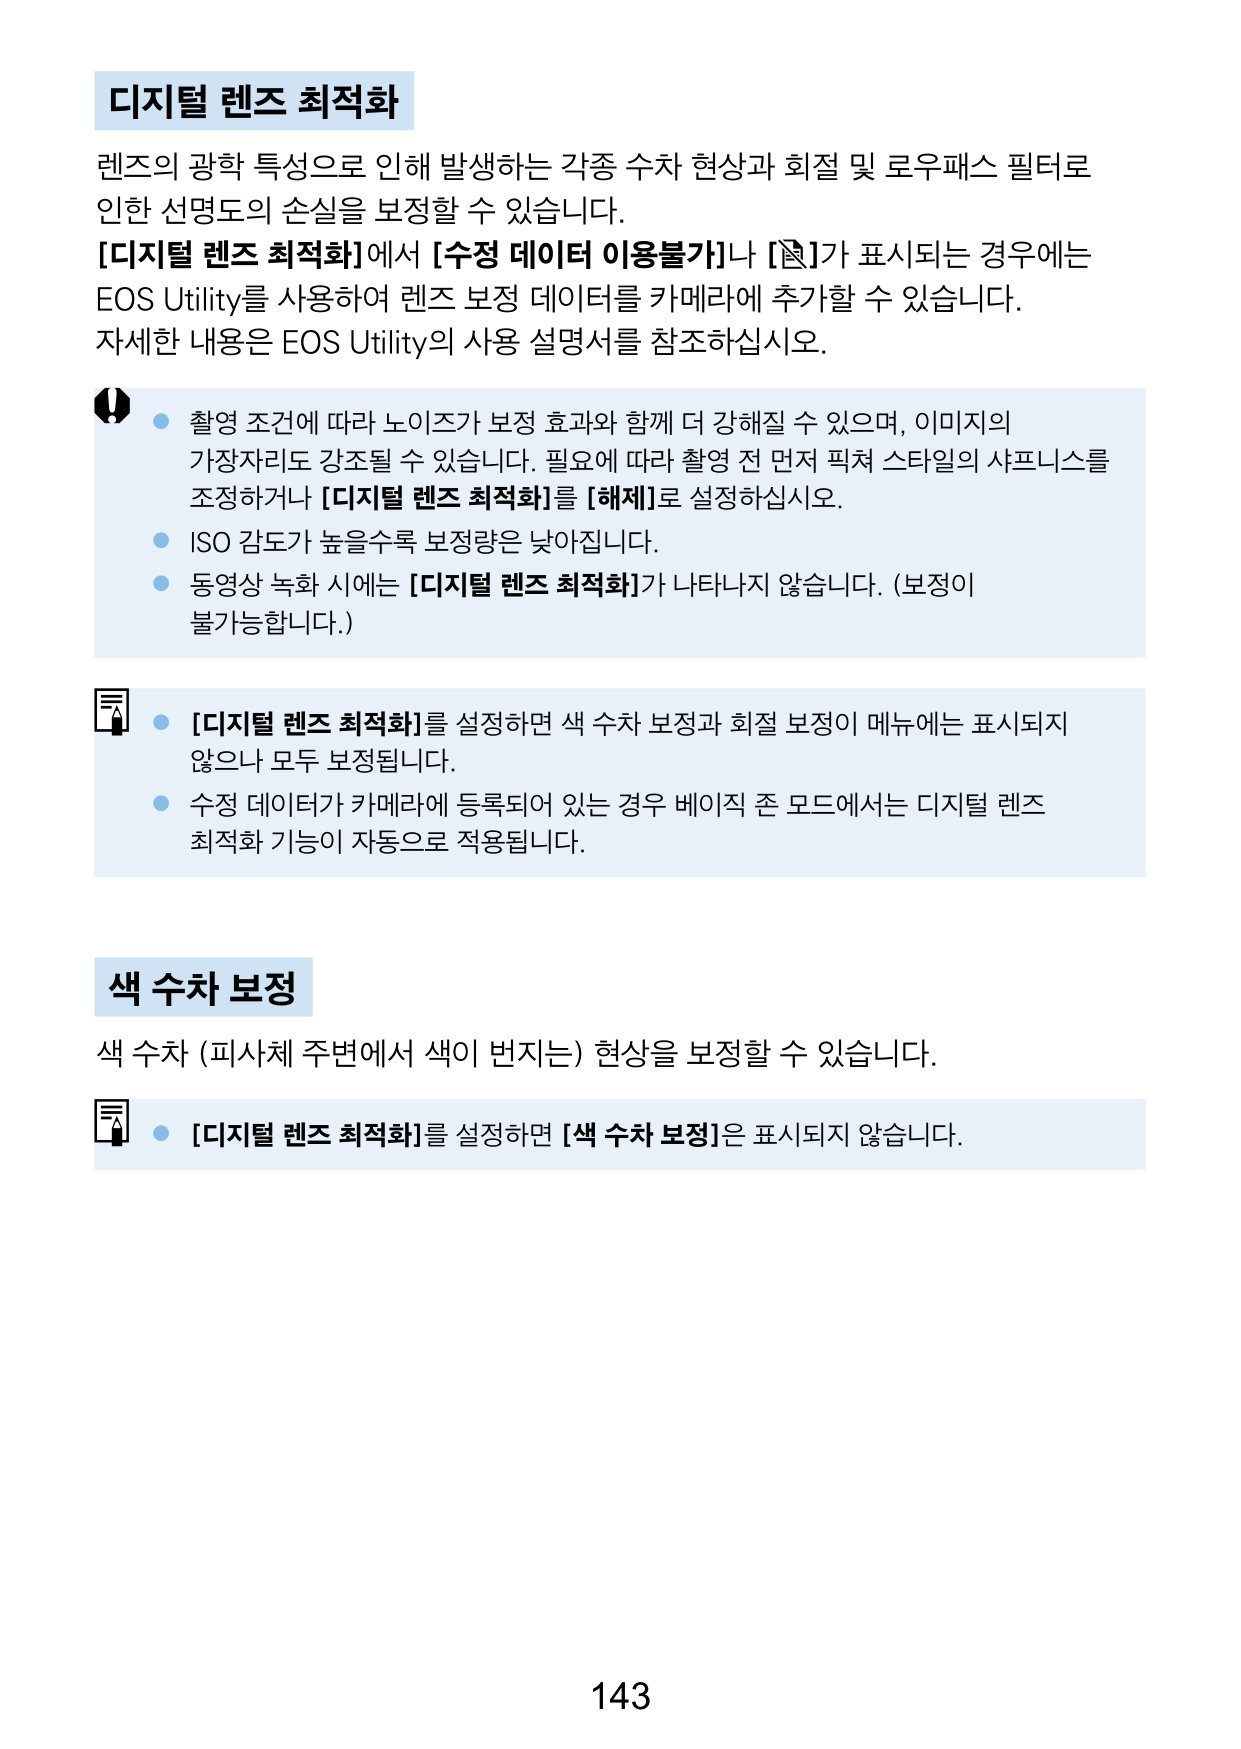 디지털 렌즈 최적화
렌즈의 광학 특성으로 인해 발생하는 각종 수차 현상과 회절 및 로우패스 필터로
인한 선명도의 손실을 보정할 수 있습니다.
[디지털 렌즈 최적화]에서 [수정 데이터 이용불가]나 []가 표시되는 경우에는
EOS Utility를 사용하여 렌즈 보정 데이터를 카메라에 추가할 수 있습니다.
자세한 내용은 EOS Utility의 사용 설명서를 참조하십시오.
● 촬영 조건에 따라 노이즈가 보정 효과와 함께 더 강해질 수 있으며, 이미지의
가장자리도 강조될 수 있습니다. 필요에 따라 촬영 전 먼저 픽쳐 스타일의 샤프니스를
조정하거나 [디지털 렌즈 최적화]를 [해제]로 설정하십시오.
● ISO 감도가 높을수록 보정량은 낮아집니다.
● 동영상 녹화 시에는 [디지털 렌즈 최적화]가 나타나지 않습니다. (보정이
불가능합니다.)
● [디지털 렌즈 최적화]를 설정하면 색 수차 보정과 회절 보정이 메뉴에는 표시되지
않으나 모두 보정됩니다.
● 수정 데이터가 카메라에 등록되어 있는 경우 베이직 존 모드에서는 디지털 렌즈
최적화 기능이 자동으로 적용됩니다.
색 수차 보정
색 수차 (피사체 주변에서 색이 번지는) 현상을 보정할 수 있습니다.
● [디지털 렌즈 최적화]를 설정하면 [색 수차 보정]은 표시되지 않습니다.
143